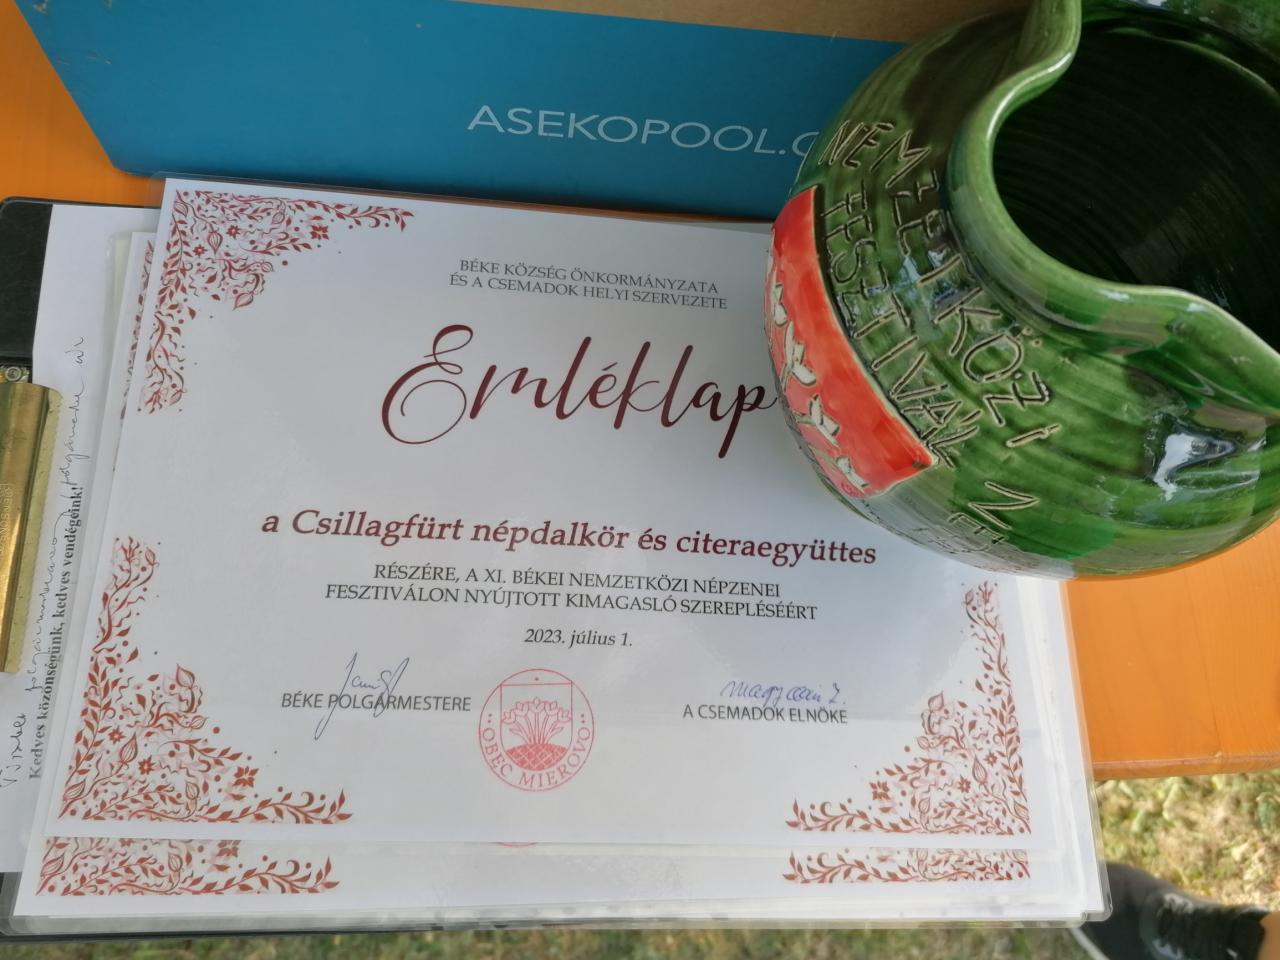 ASEKOPOOL.C
NEMZETKÖZI
FESZTIVÁL
BÉKE KÖZSÉG ÖNKORMÁNYZATA
ÉS A CSEMADOK HELYI SZERVEZETE
Emléklap
a Csillagfürt népdalkör és citeraegyüttes
RÉSZÉRE, A XI. BÉKEI NEMZETKÖZI NÉPZENEI
FESZTIVÁLON NYÚJTOTT KIMAGASLÓ SZEREPLÉSÉÉRT
2023. július 1.
BÉKE POLGÁRMESTERE
A CSEMADOK ELNÖKE
OBEC MIEROVO
Kedves közönségünk, kedves vendégeink!